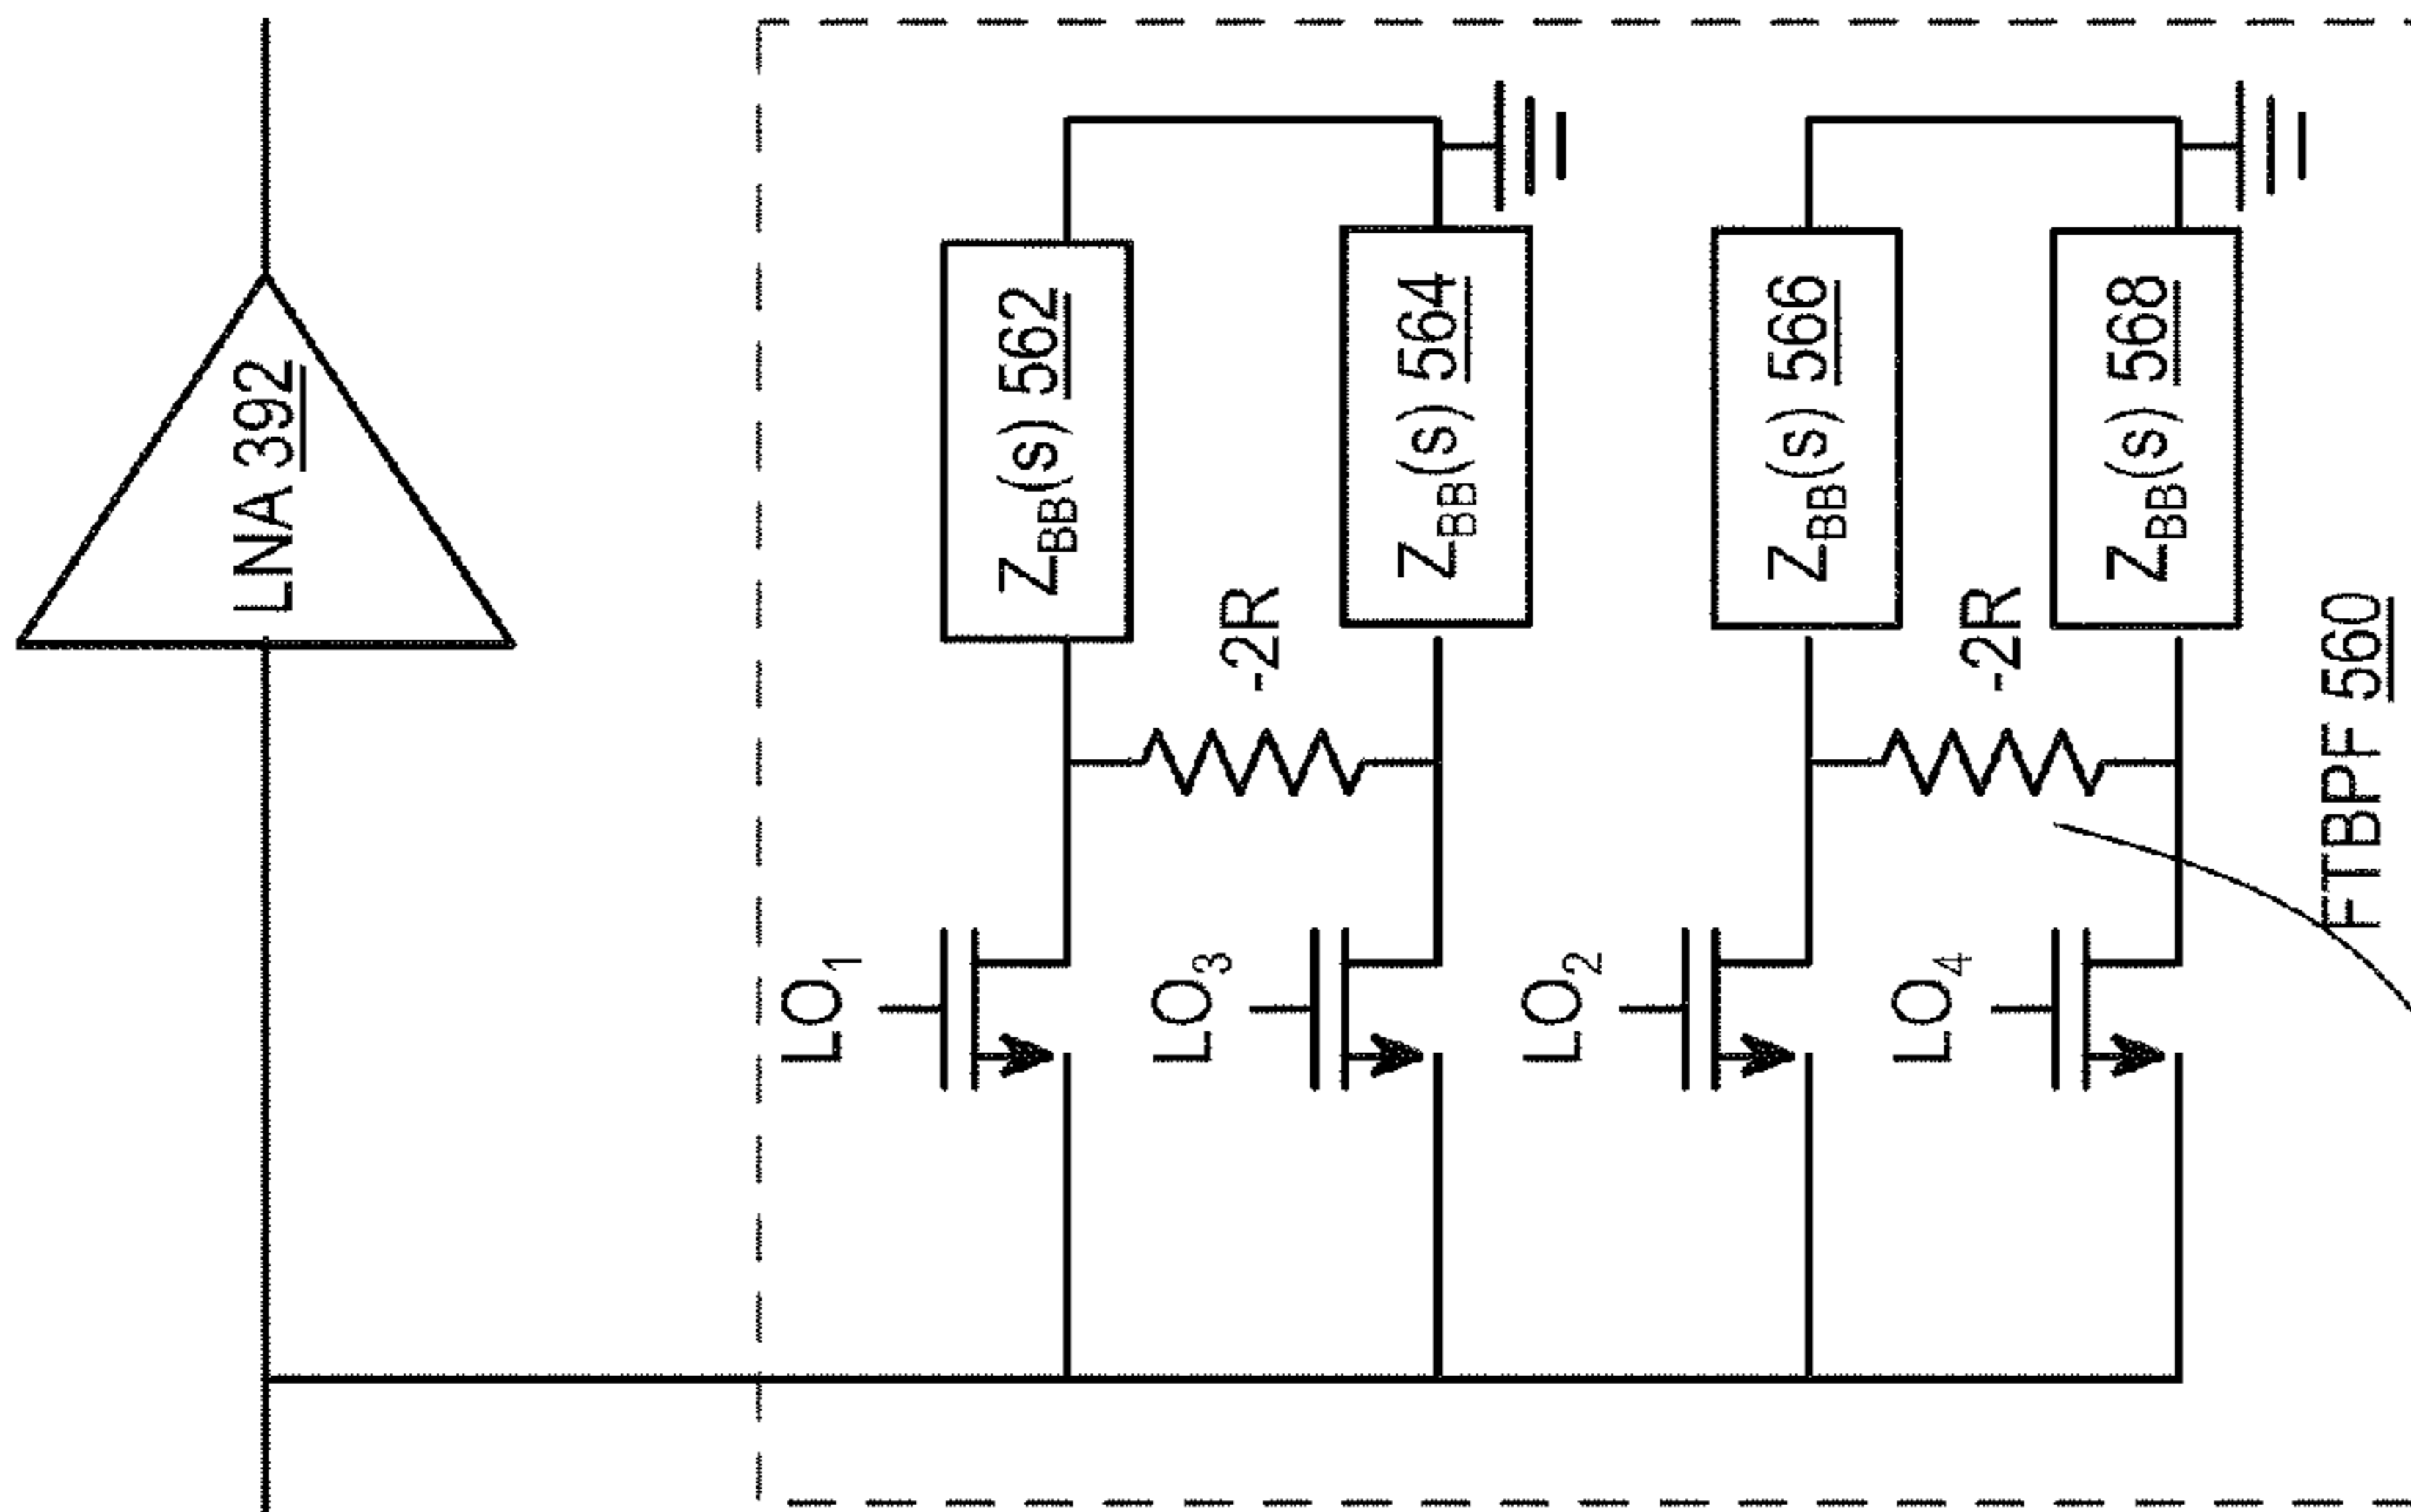 LNA 392
LO₁
Z_BB(s) 562
-2R
LO₃
Z_BB(s) 564
LO₂
Z_BB(s) 566
-2R
LO₄
Z_BB(s) 568
FTBPF 560